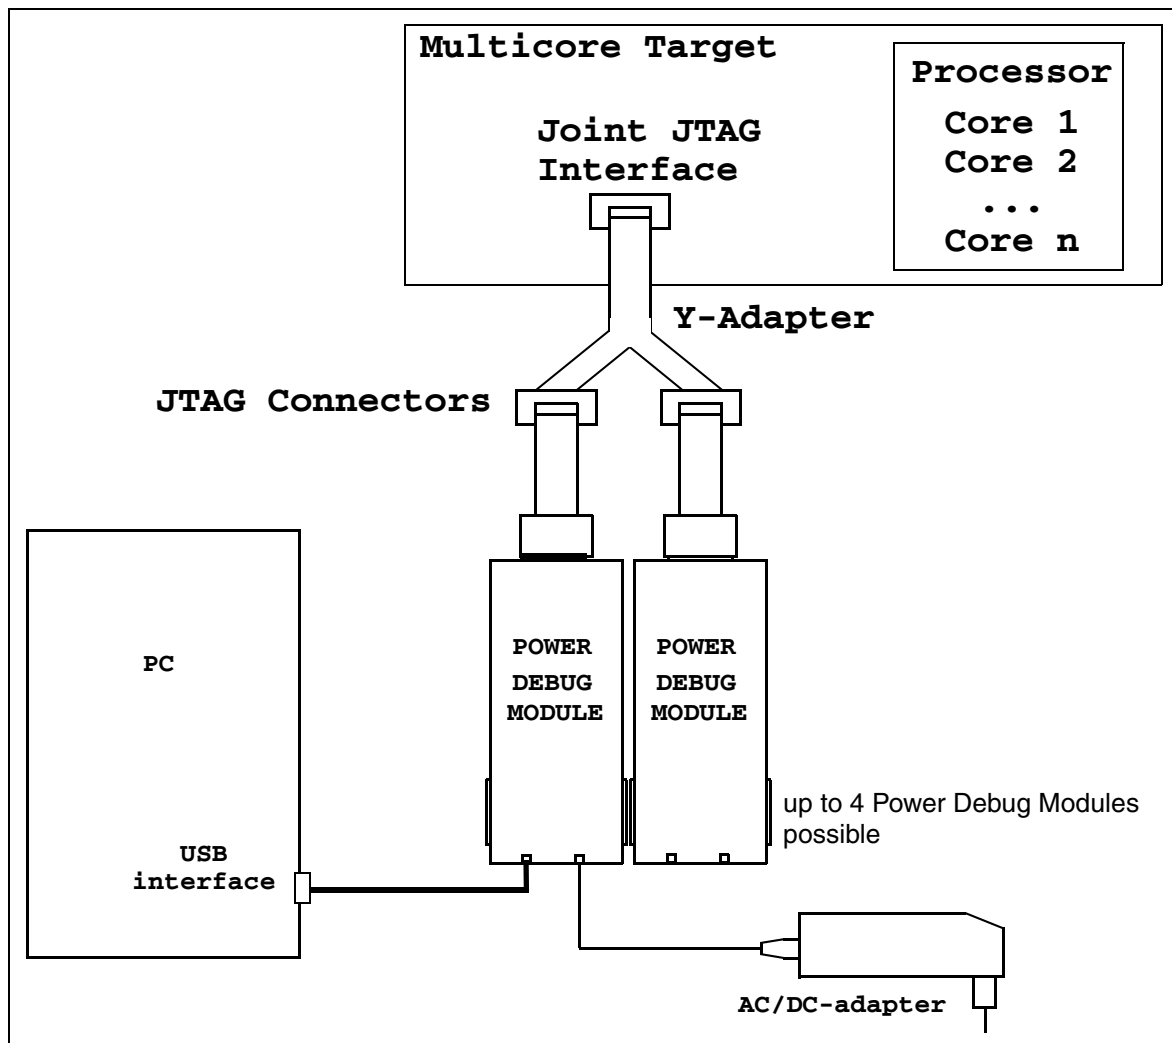 Multicore Target
Processor
Core 1
Core 2
...
Core n
Joint JTAG
Interface
Y-Adapter
JTAG Connectors
PC
POWER
DEBUG
MODULE
POWER
DEBUG
MODULE
up to 4 Power Debug Modules
possible
USB
interface
AC/DC-adapter